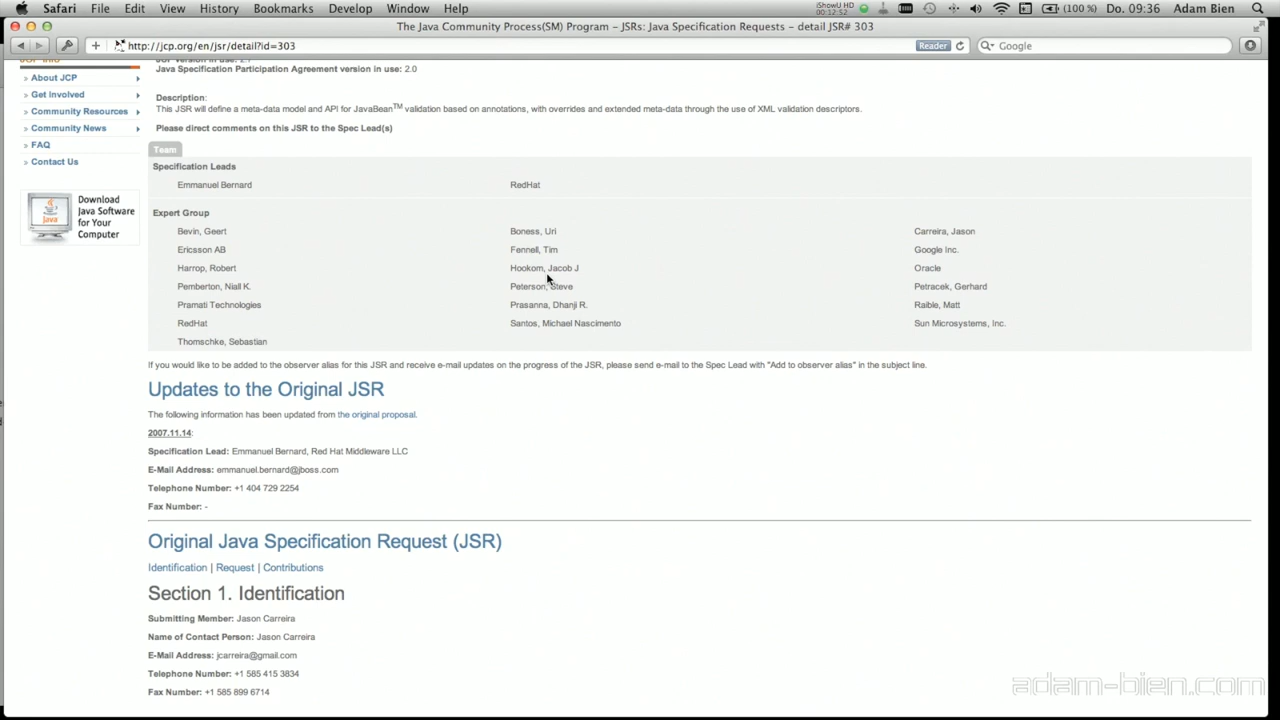 Safari File Edit View History Bookmarks Develop Window Help iShowU HD 00:12:52 (100 %) Do. 09:36 Adam Bien
The Java Community Process(SM) Program – JSRs: Java Specification Requests – detail JSR# 303
http://jcp.org/en/jsr/detail?id=303 Reader Google
Java Specification Participation Agreement version in use: 2.0
About JCP
Get Involved
Community Resources
Community News
FAQ
Contact Us
Download
Java Software
for Your
Computer
Java
Description:
This JSR will define a meta-data model and API for JavaBean™ validation based on annotations, with overrides and extended meta-data through the use of XML validation descriptors.
Please direct comments on this JSR to the Spec Lead(s)
Team
Specification Leads
Emmanuel Bernard RedHat
Expert Group
Bevin, Geert Boness, Uri Carreira, Jason
Ericsson AB Fennell, Tim Google Inc.
Harrop, Robert Hookom, Jacob J Oracle
Pemberton, Niall K. Peterson, Steve Petracek, Gerhard
Pramati Technologies Prasanna, Dhanji R. Raible, Matt
RedHat Santos, Michael Nascimento Sun Microsystems, Inc.
Thomschke, Sebastian
If you would like to be added to the observer alias for this JSR and receive e-mail updates on the progress of the JSR, please send e-mail to the Spec Lead with "Add to observer alias" in the subject line.
Updates to the Original JSR
The following information has been updated from the original proposal.
2007.11.14:
Specification Lead: Emmanuel Bernard, Red Hat Middleware LLC
E-Mail Address: emmanuel.bernard@jboss.com
Telephone Number: +1 404 729 2254
Fax Number: -
Original Java Specification Request (JSR)
Identification | Request | Contributions
Section 1. Identification
Submitting Member: Jason Carreira
Name of Contact Person: Jason Carreira
E-Mail Address: jcarreira@gmail.com
Telephone Number: +1 585 415 3834
Fax Number: +1 585 899 6714
adam-bien.com